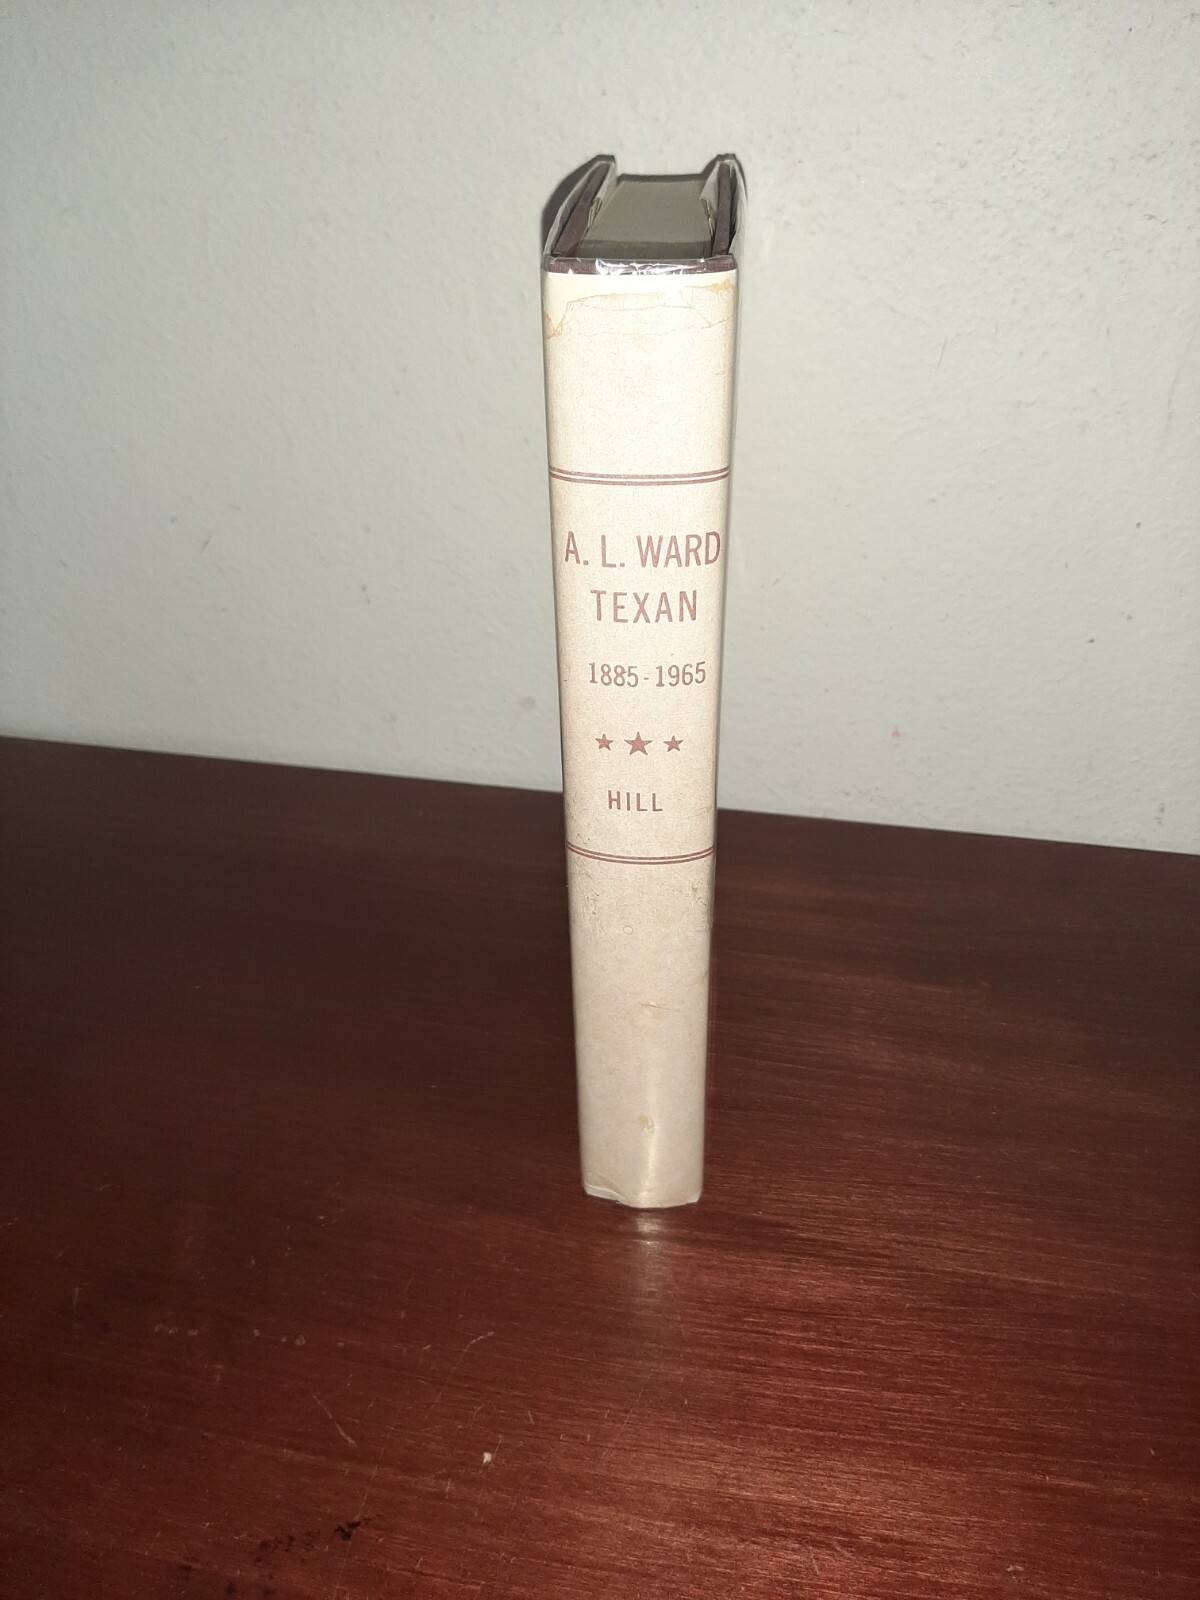 A. L. WARD
TEXAN
1885-1965
HILL